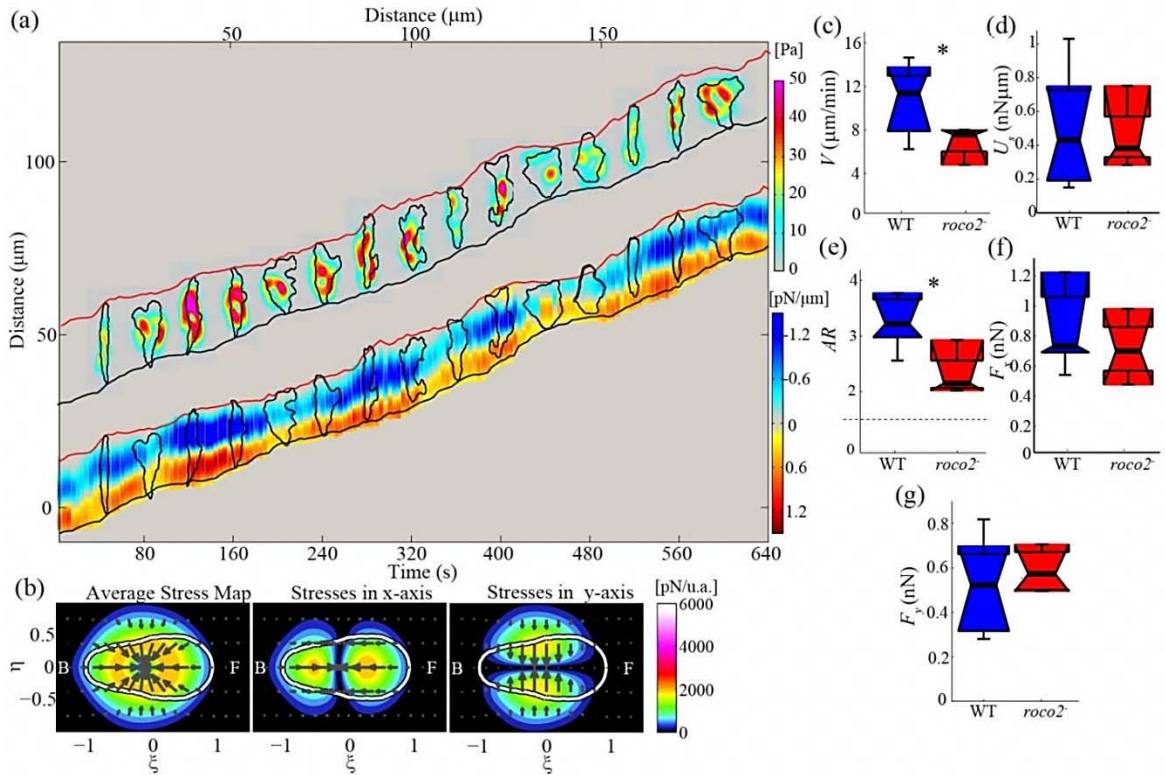 (a)
Distance (μm)
50
100
150
[Pa]
50
40
30
20
10
0
Distance (μm)
100
50
0
[pN/μm]
1.2
0.6
0
0.6
1.2
80
160
240
320
400
480
560
640
Time (s)
(b)
Average Stress Map
Stresses in x-axis
Stresses in y-axis
[pN/u.a.]
6000
4000
2000
0
η
0.5
0
−0.5
B
F
B
F
B
F
−1
0
1
ξ
−1
0
1
ξ
−1
0
1
ξ
(c)
V (μm/min)
16
12
8
4
0
*
WT
roco2-
(d)
Us (nNμm)
1
0.8
0.6
0.4
0.2
0
WT
roco2-
(e)
AR
4
3
2
0
*
WT
roco2-
(f)
Fx (nN)
1.2
1
0.8
0.6
0.4
0.2
0
WT
roco2-
(g)
Fy (nN)
0.8
0.6
0.4
0.2
0
WT
roco2-